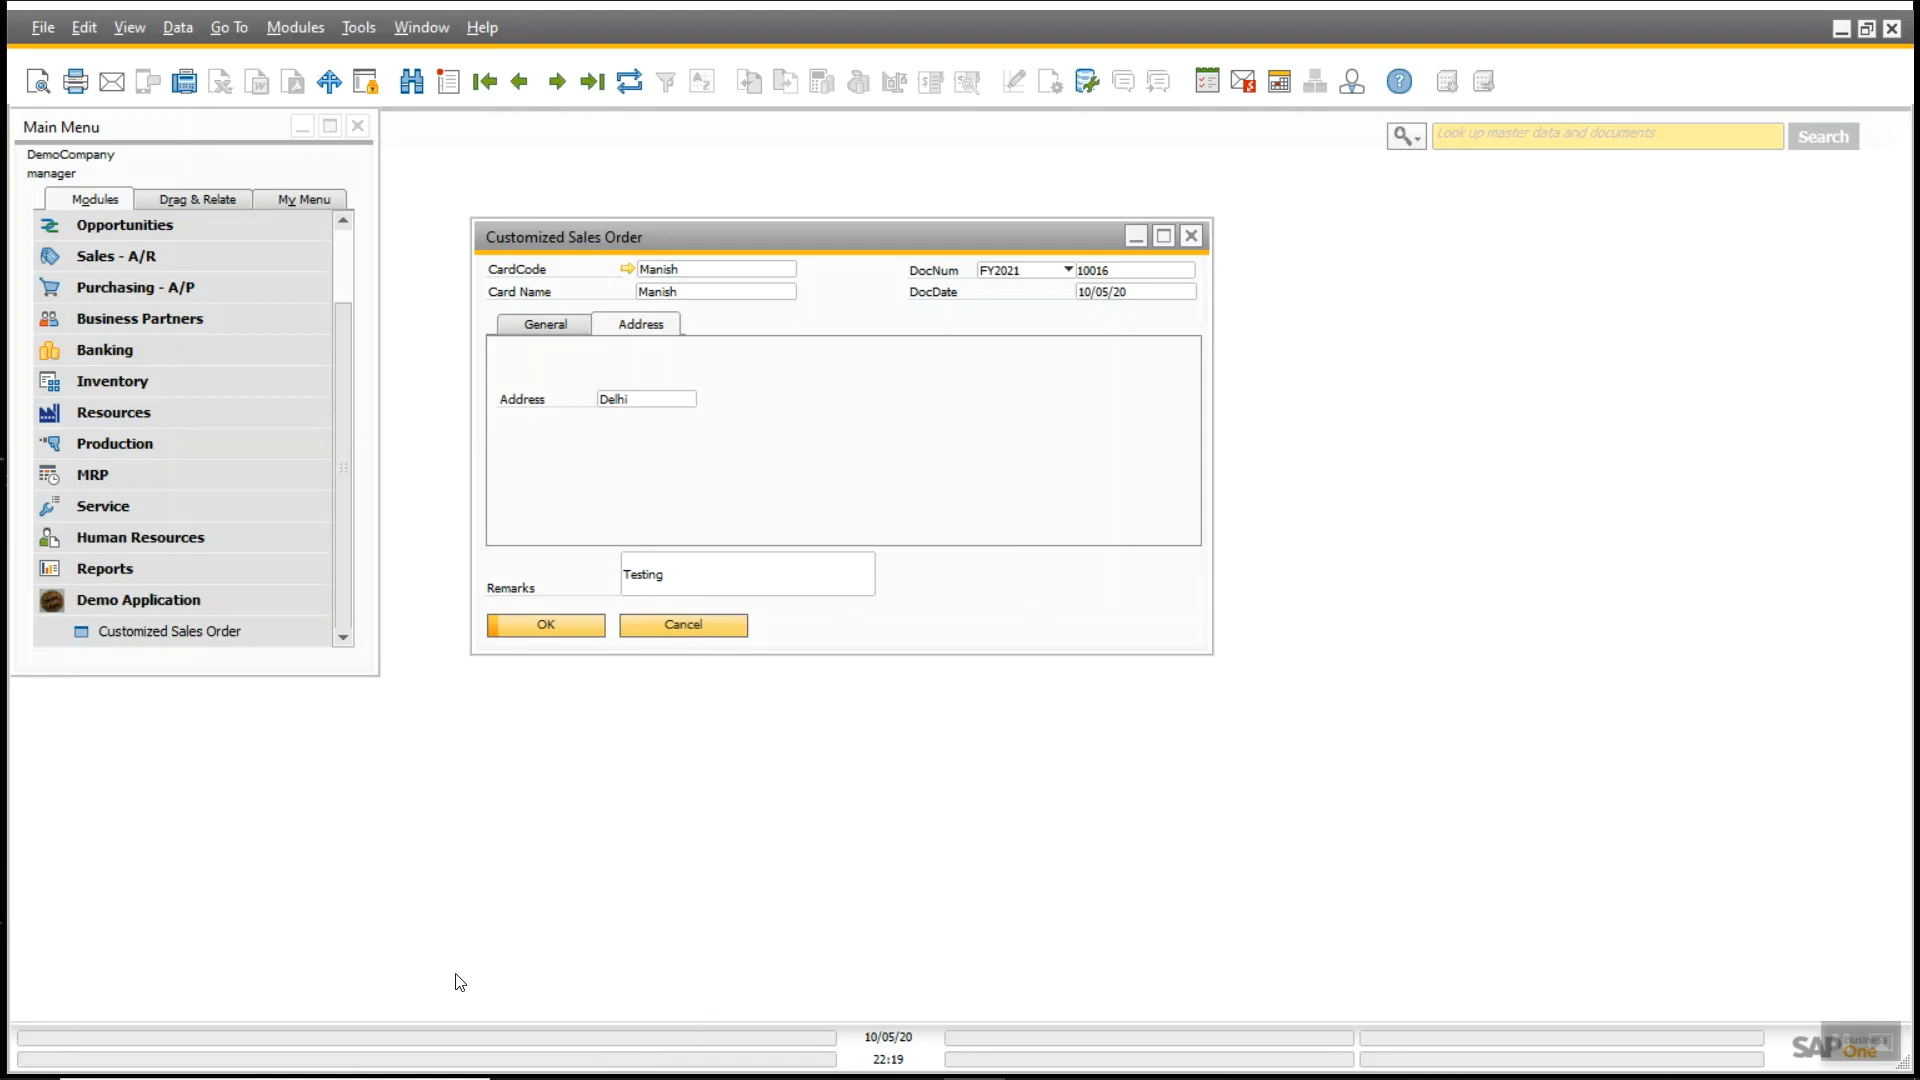 File Edit View Data Go To Modules Tools Window Help
Main Menu
Look up master data and documents
Search
DemoCompany
manager
Modules Drag & Relate My Menu
Opportunities
Sales - A/R
Purchasing - A/P
Business Partners
Banking
Inventory
Resources
Production
MRP
Service
Human Resources
Reports
Demo Application
Customized Sales Order
Customized Sales Order
CardCode Manish DocNum FY2021 10016
Card Name Manish DocDate 10/05/20
General Address
Address Delhi
Remarks Testing
OK Cancel
10/05/20
22:19
SAP Business One